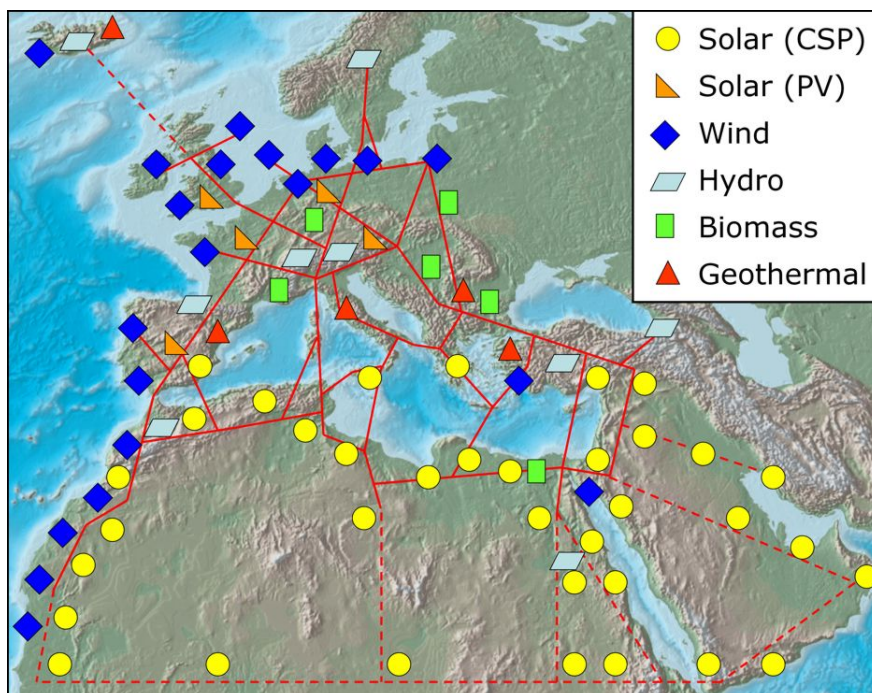 Solar (CSP)
Solar (PV)
Wind
Hydro
Biomass
Geothermal